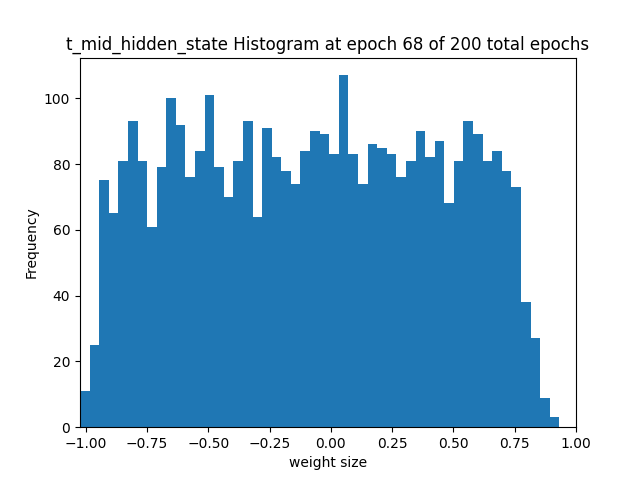 t_mid_hidden_state Histogram at epoch 68 of 200 total epochs
100
80
60
40
20
0
Frequency
−1.00 −0.75 −0.50 −0.25 0.00 0.25 0.50 0.75 1.00
weight size